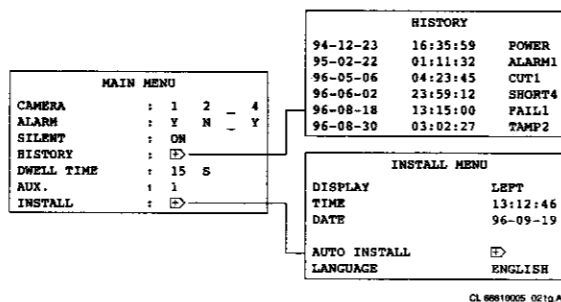 MAIN MENU
CAMERA : 1 2 _ 4
ALARM : Y N _ Y
SILENT : ON
HISTORY :
DWELL TIME : 15 S
AUX. : 1
INSTALL :
HISTORY
94-12-23 16:35:59 POWER
95-02-22 01:11:32 ALARM1
96-05-06 04:23:45 CUT1
96-06-02 23:59:12 SHORT4
96-08-18 13:15:00 FAIL1
96-08-30 03:02:27 TAMP2
INSTALL MENU
DISPLAY LEFT
TIME 13:12:46
DATE 96-09-19
AUTO INSTALL
LANGUAGE ENGLISH